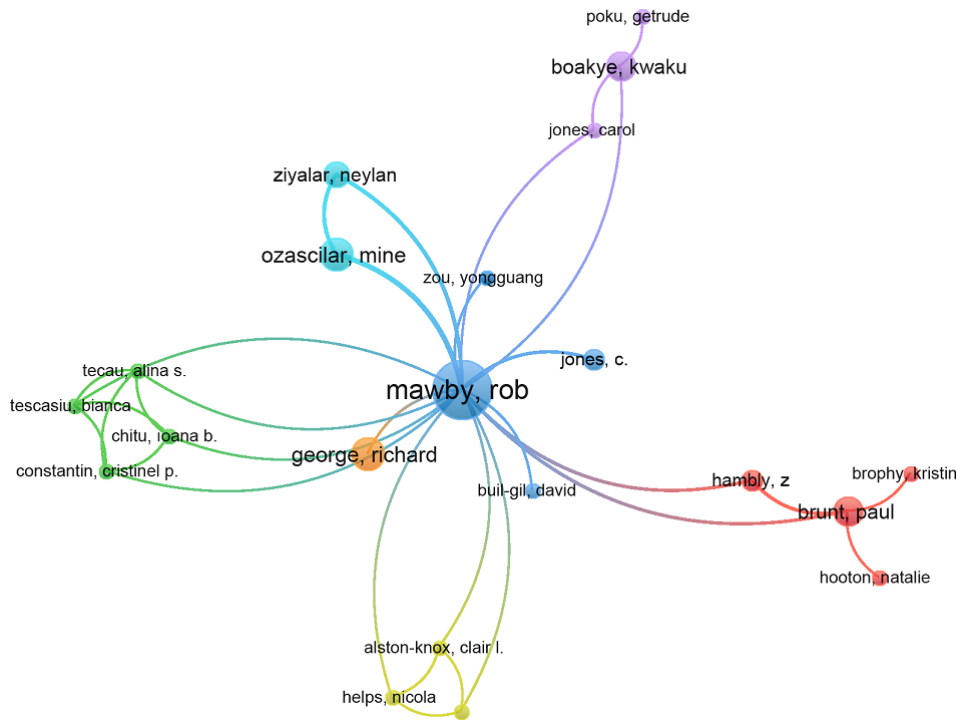 poku, getrude
boakye, kwaku
jones, carol
ziyalar, neylan
ozascilar, mine
zou, yongguang
jones, c.
tecau, alina s.
mawby, rob
tescasiu, bianca
chitu, ioana b.
george, richard
constantin, cristinel p.
buil-gil, david
hambly, z
brophy, kristin
brunt, paul
hooton, natalie
alston-knox, clair l.
helps, nicola